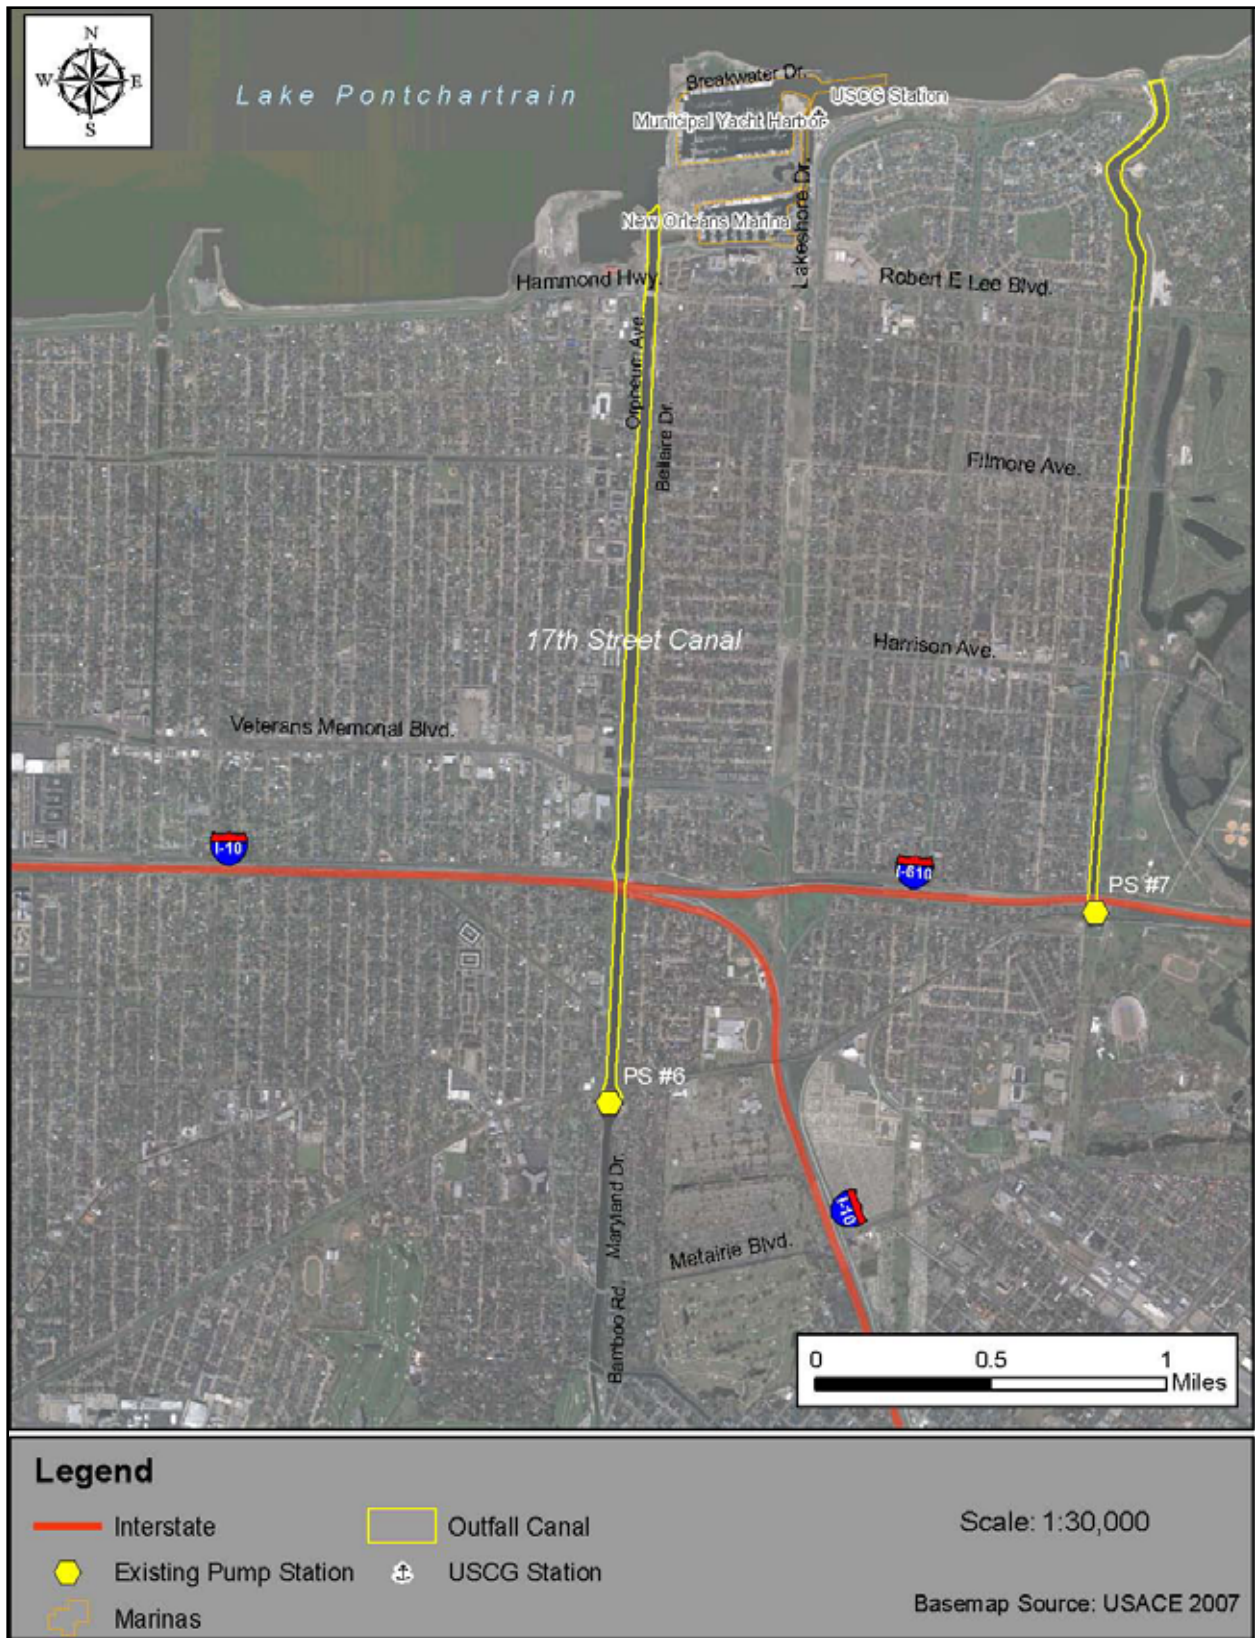 N
W E
S
Lake Pontchartrain
Breakwater Dr.
USCG Station
Municipal Yacht Harbor
New Orleans Marina
Lakeshore Dr.
Hammond Hwy.
Robert E Lee Blvd.
Orpheum Ave
Bellaire Dr
Filmore Ave.
17th Street Canal
Harrison Ave.
Veterans Memorial Blvd.
I-10
I-610
PS #7
PS #6
Maryland Dr.
I-10
Metairie Blvd.
Bamboo Rd.
0 0.5 1
Miles
Legend
Interstate
Outfall Canal
Scale: 1:30,000
Existing Pump Station
USCG Station
Marinas
Basemap Source: USACE 2007